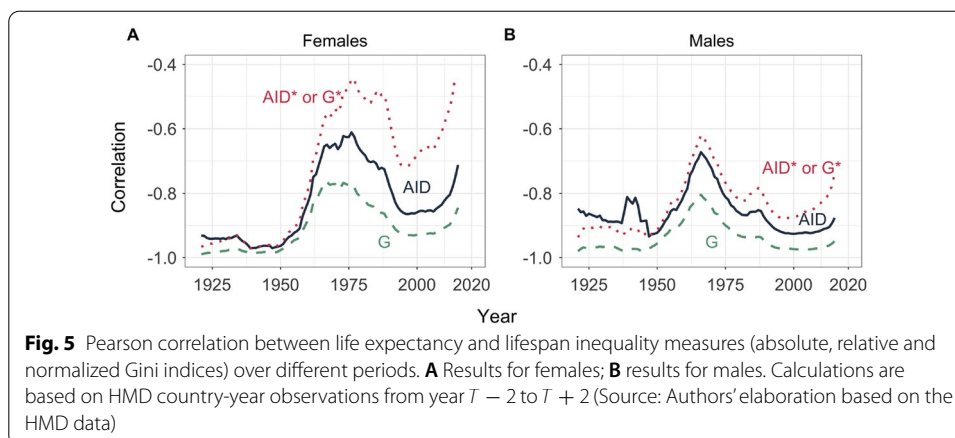 A
Females
B
Males
-0.4
-0.6
-0.8
-1.0
Correlation
AID* or G*
AID
G
1925 1950 1975 2000 2020
-0.4
-0.6
-0.8
-1.0
AID* or G*
AID
G
1925 1950 1975 2000 2020
Year
Fig. 5 Pearson correlation between life expectancy and lifespan inequality measures (absolute, relative and
normalized Gini indices) over different periods. A Results for females; B results for males. Calculations are
based on HMD country-year observations from year T − 2 to T + 2 (Source: Authors’ elaboration based on the
HMD data)